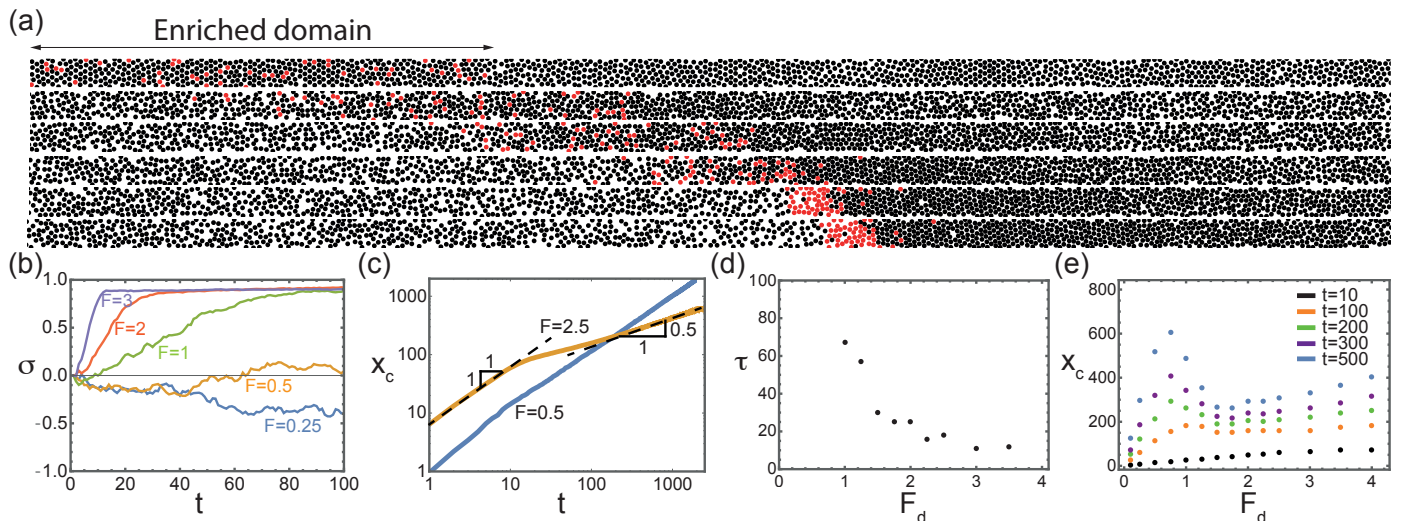 (a)
Enriched domain
(b)
1.0
0.5
0.0
-0.5
-1.0
σ
F=3
F=2
F=1
F=0.5
F=0.25
0 20 40 60 80 100
t
(c)
1000
100
10
1
x_c
F=2.5
F=0.5
1
1
0.5
1
1 10 100 1000
t
(d)
100
80
60
40
20
0
τ
0 1 2 3 4
F_d
(e)
800
600
400
200
0
x_c
t=10
t=100
t=200
t=300
t=500
0 1 2 3 4
F_d